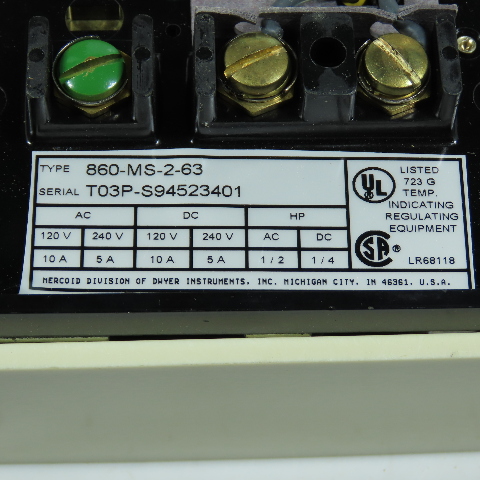 TYPE 860-MS-2-63
SERIAL T03P-S94523401
AC DC HP
120 V 240 V 120 V 240 V AC DC
10 A 5 A 10 A 5 A 1 / 2 1 / 4
UL
LISTED
723 G
TEMP.
INDICATING
REGULATING
EQUIPMENT
SA
LR68118
MERCOID DIVISION OF DWYER INSTRUMENTS, INC. MICHIGAN CITY, IN 46361, U.S.A.